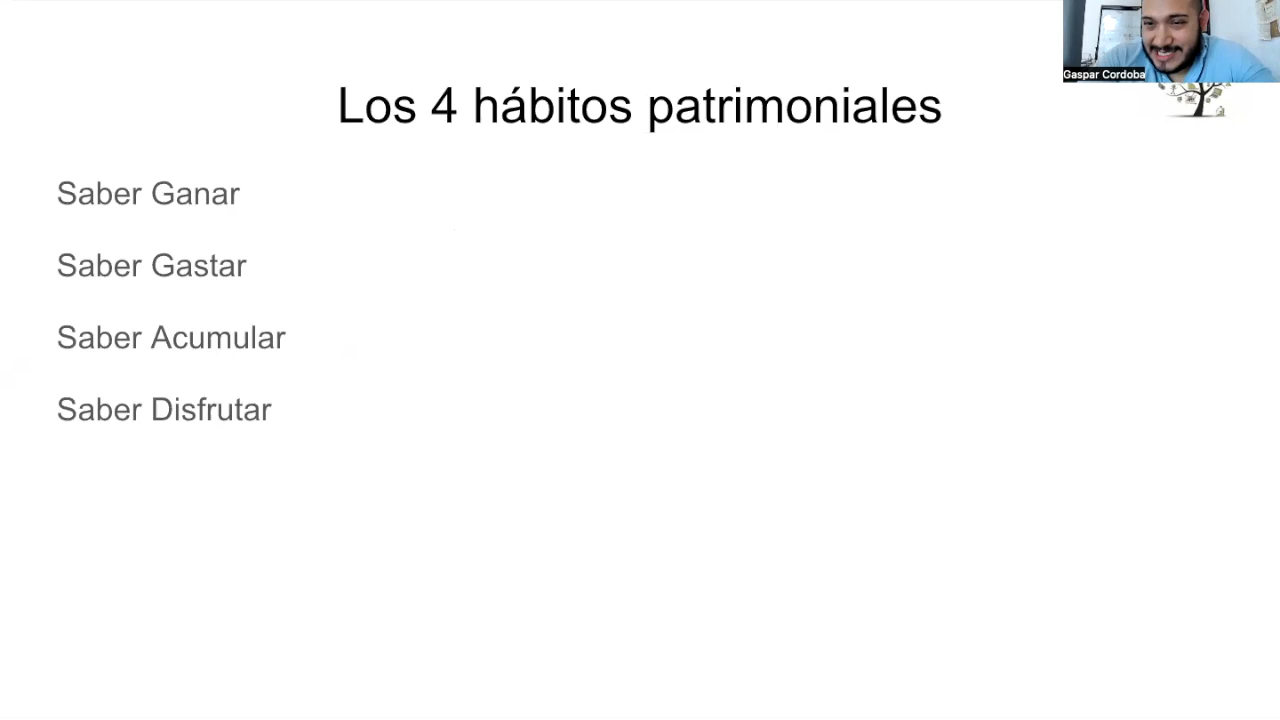 Gaspar Cordoba
Los 4 hábitos patrimoniales
Saber Ganar
Saber Gastar
Saber Acumular
Saber Disfrutar